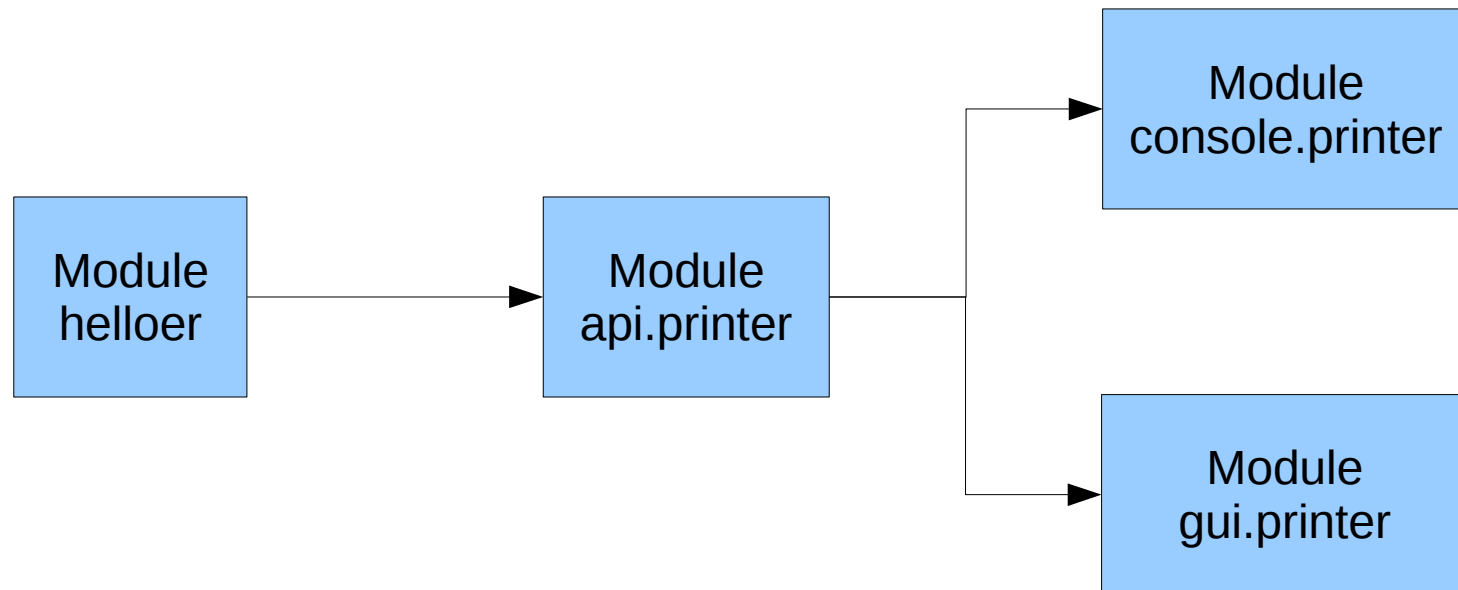 Module
console.printer
Module
helloer
Module
api.printer
Module
gui.printer